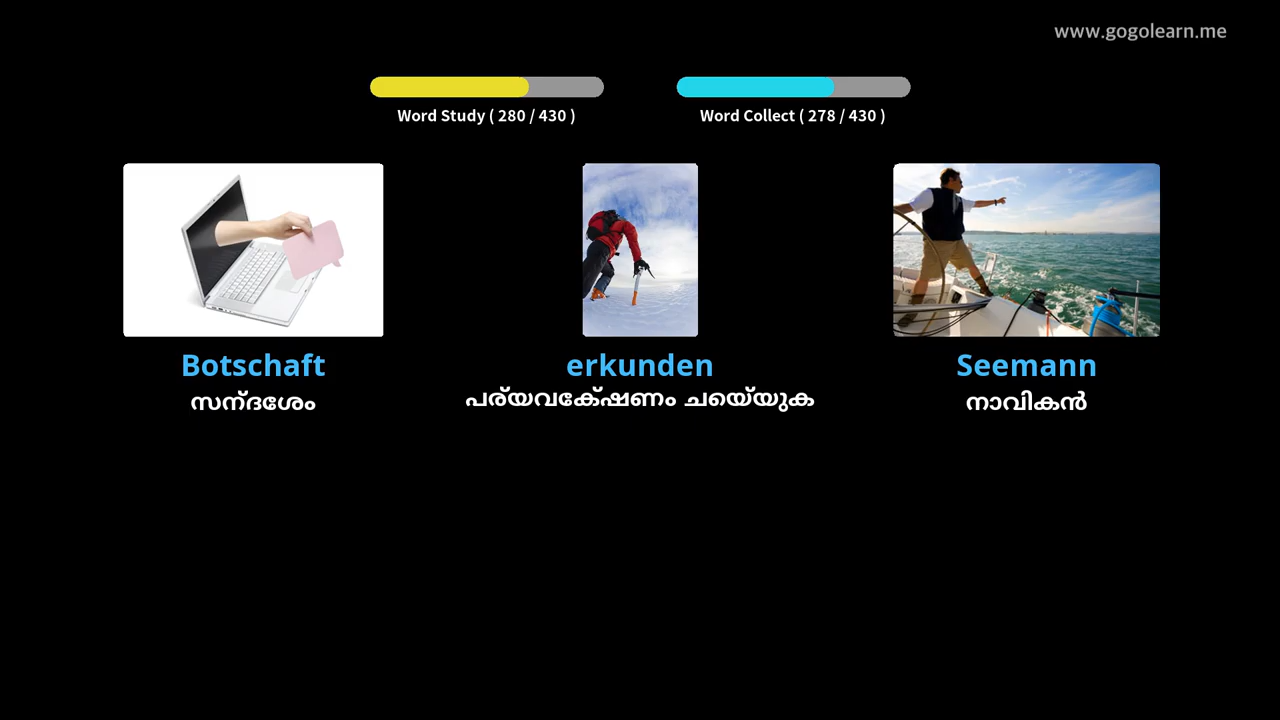 www.gogolearn.me
Word Study ( 280 / 430 )
Word Collect ( 278 / 430 )
Botschaft
erkunden
Seemann
സന്ദേശം
പര്യവേക്ഷണം ചെയ്യുക
നാവികൻ